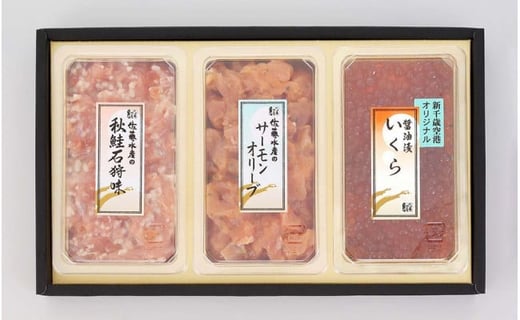 佐藤水産の
秋鮭石狩味
佐藤水産の
サーモン
オリーブ
新千歳空港
オリジナル
醤油漬
いくら